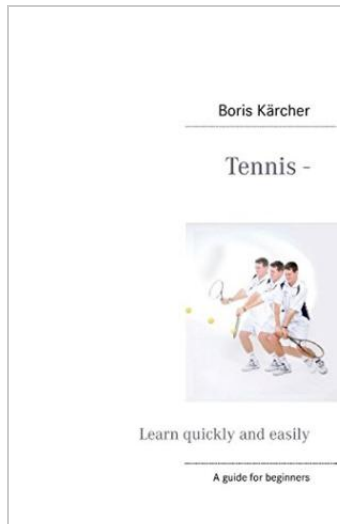 Boris Kärcher
Tennis -
Learn quickly and easily
A guide for beginners